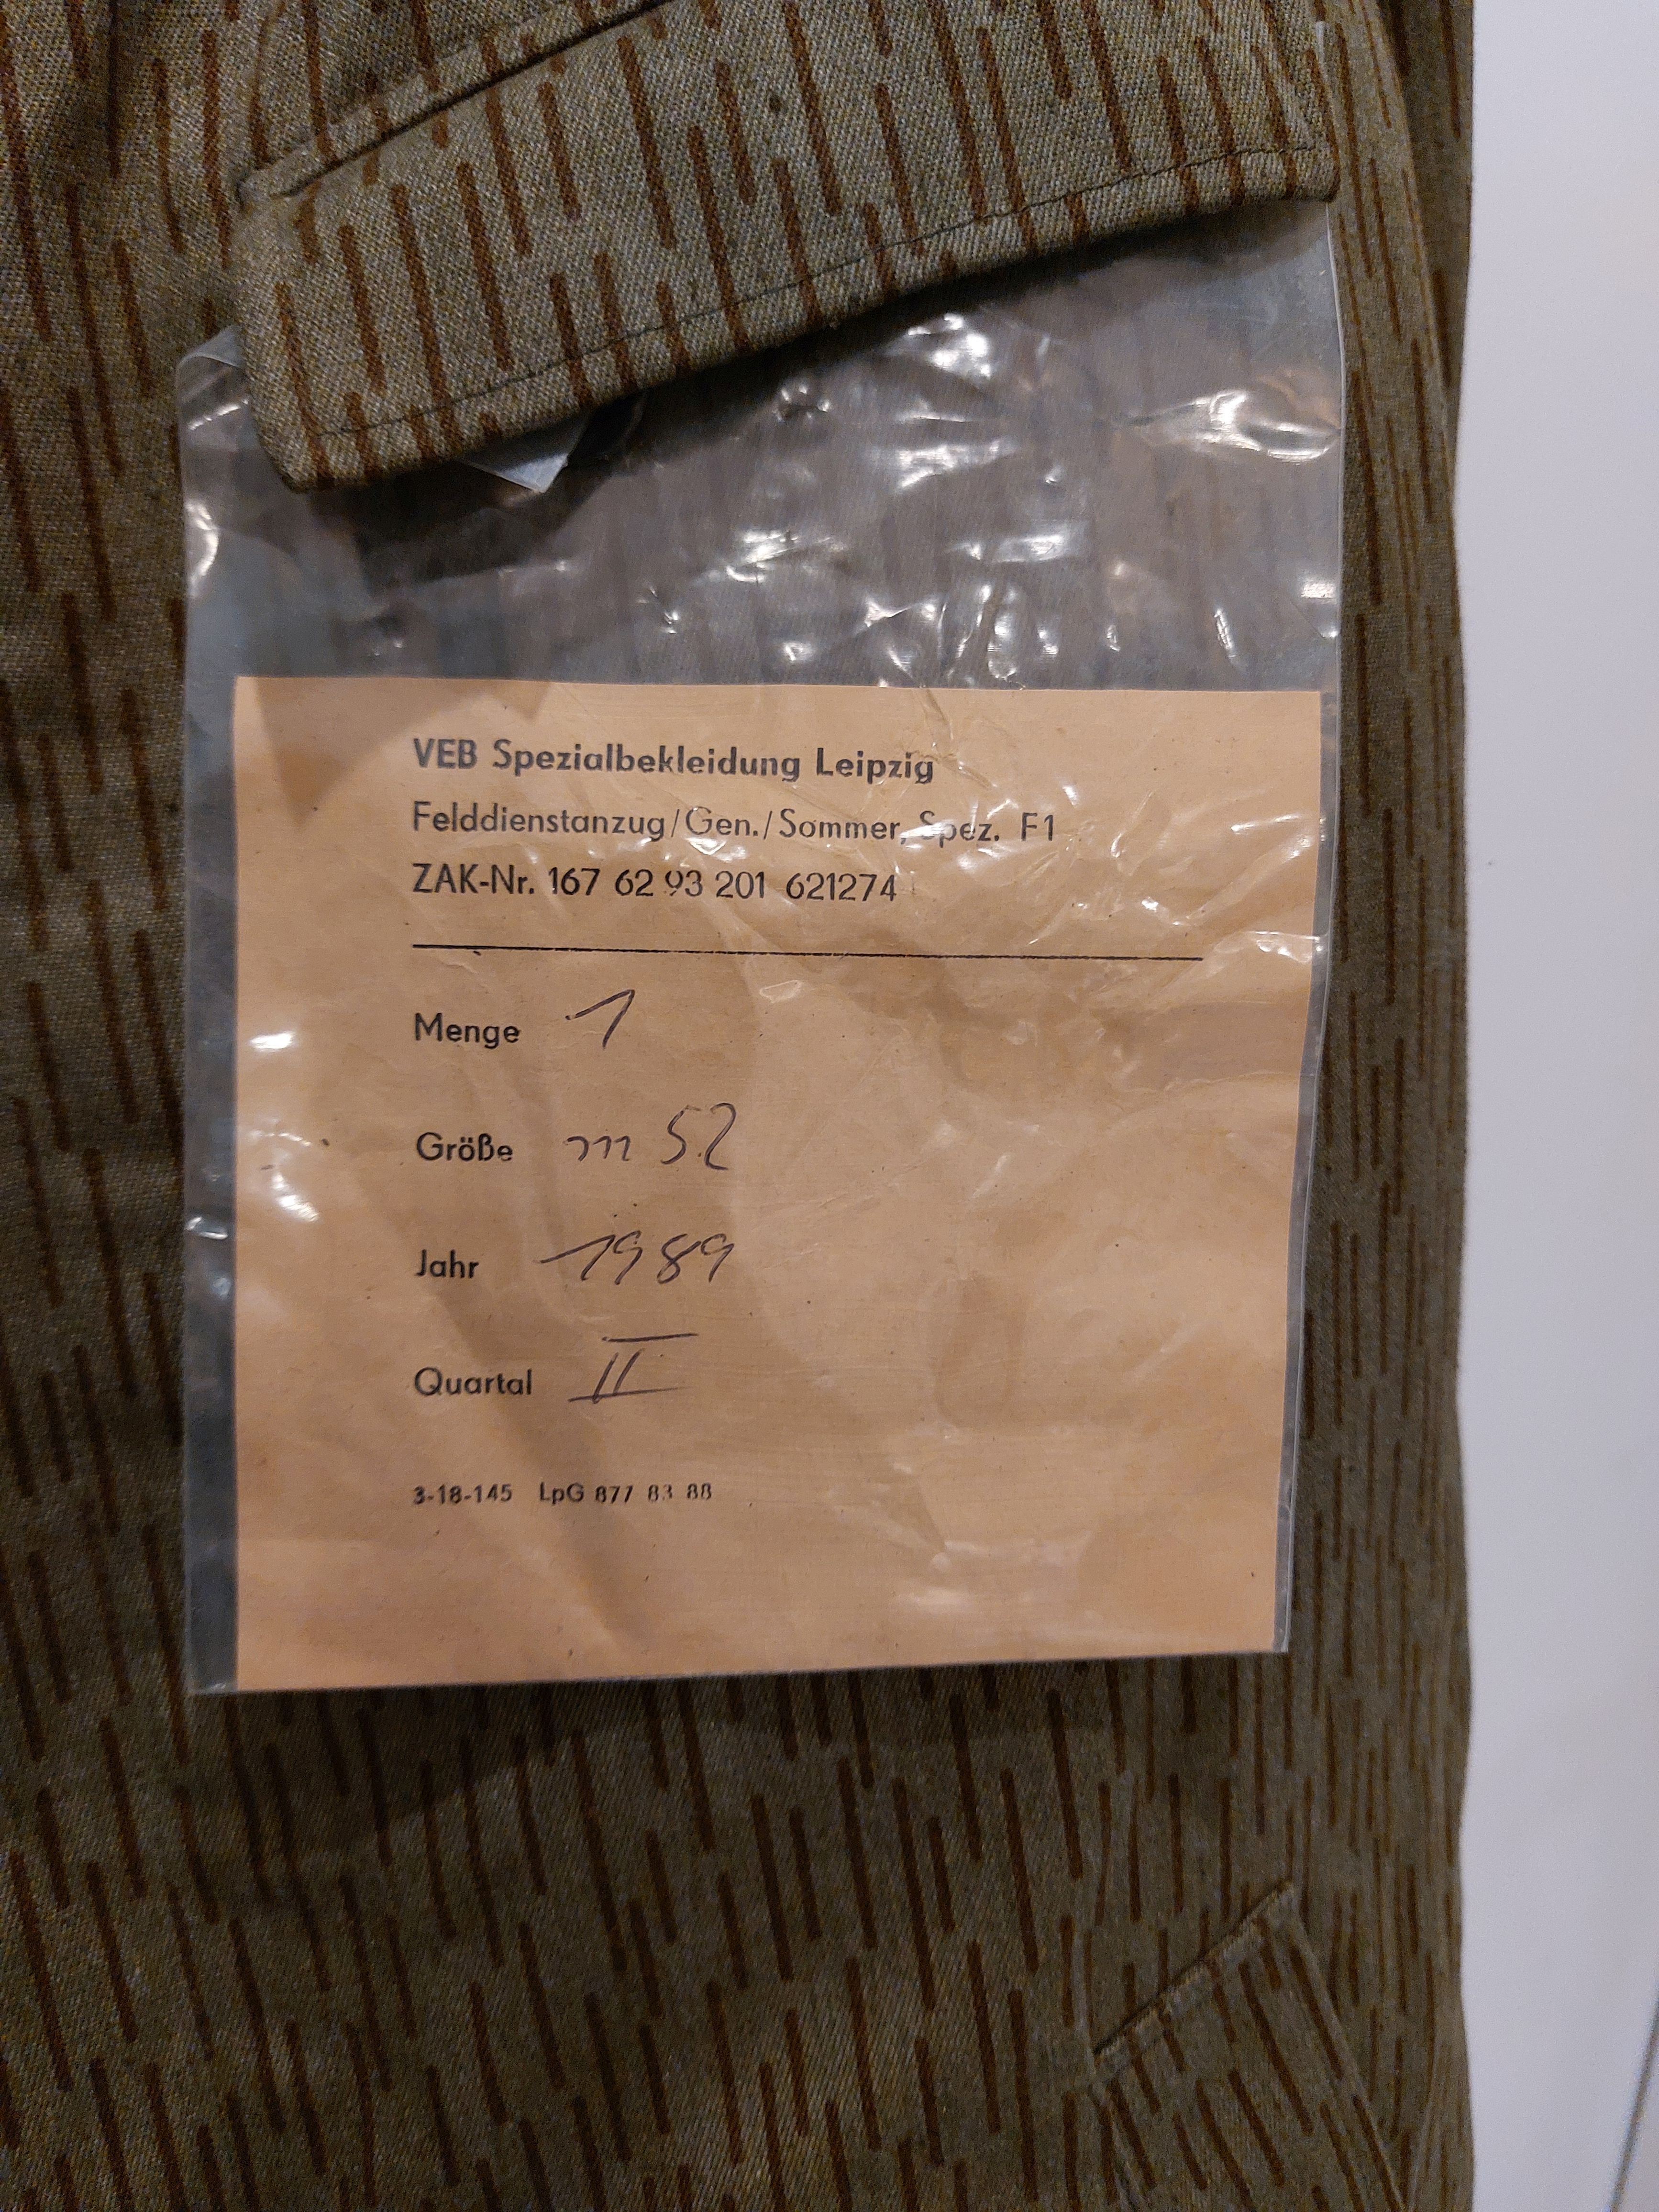 VEB Spezialbekleidung Leipzig
Felddienstanzug/Gen./Sommer, Spez. F1
ZAK-Nr. 167 62 93 201 621274
Menge 1
Größe m 52
Jahr 1989
Quartal II
3-18-145 LpG 877 83 88